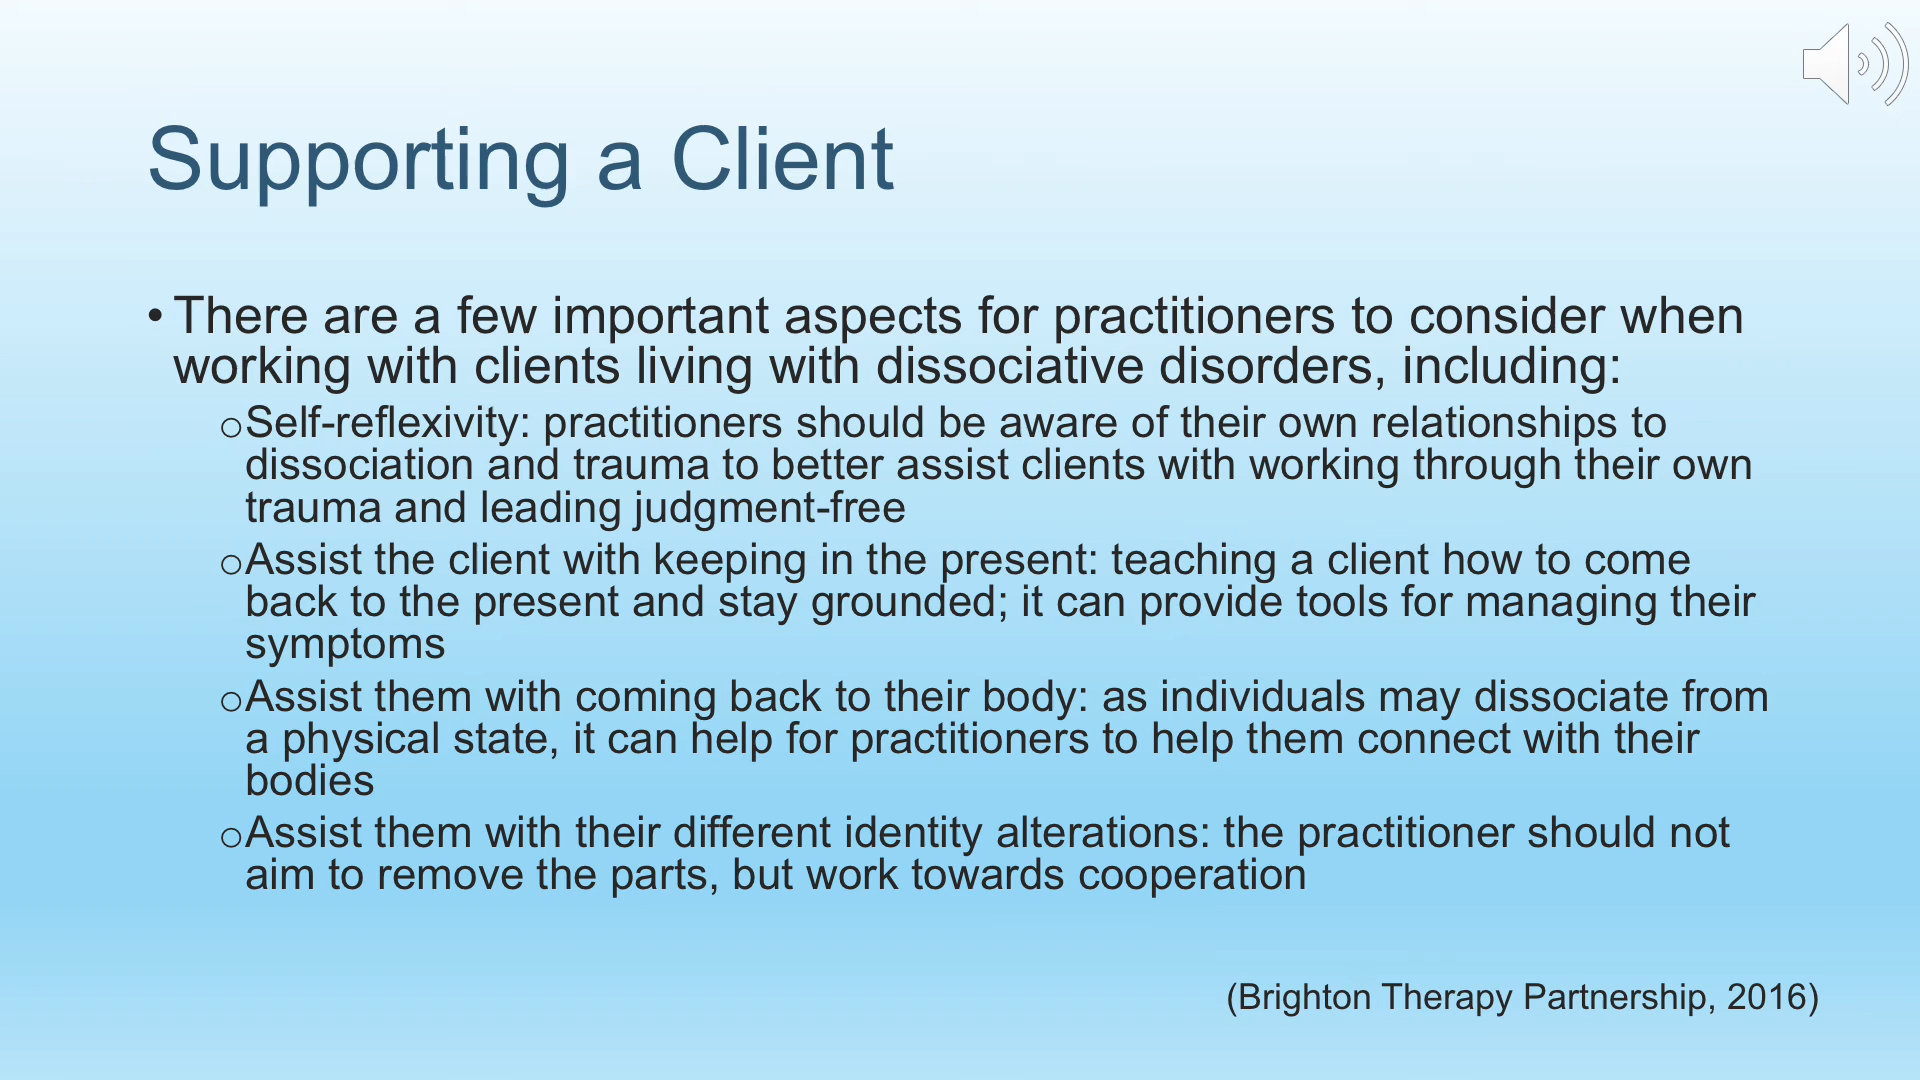 Supporting a Client
• There are a few important aspects for practitioners to consider when
working with clients living with dissociative disorders, including:
oSelf-reflexivity: practitioners should be aware of their own relationships to
dissociation and trauma to better assist clients with working through their own
trauma and leading judgment-free
oAssist the client with keeping in the present: teaching a client how to come
back to the present and stay grounded; it can provide tools for managing their
symptoms
oAssist them with coming back to their body: as individuals may dissociate from
a physical state, it can help for practitioners to help them connect with their
bodies
oAssist them with their different identity alterations: the practitioner should not
aim to remove the parts, but work towards cooperation
(Brighton Therapy Partnership, 2016)